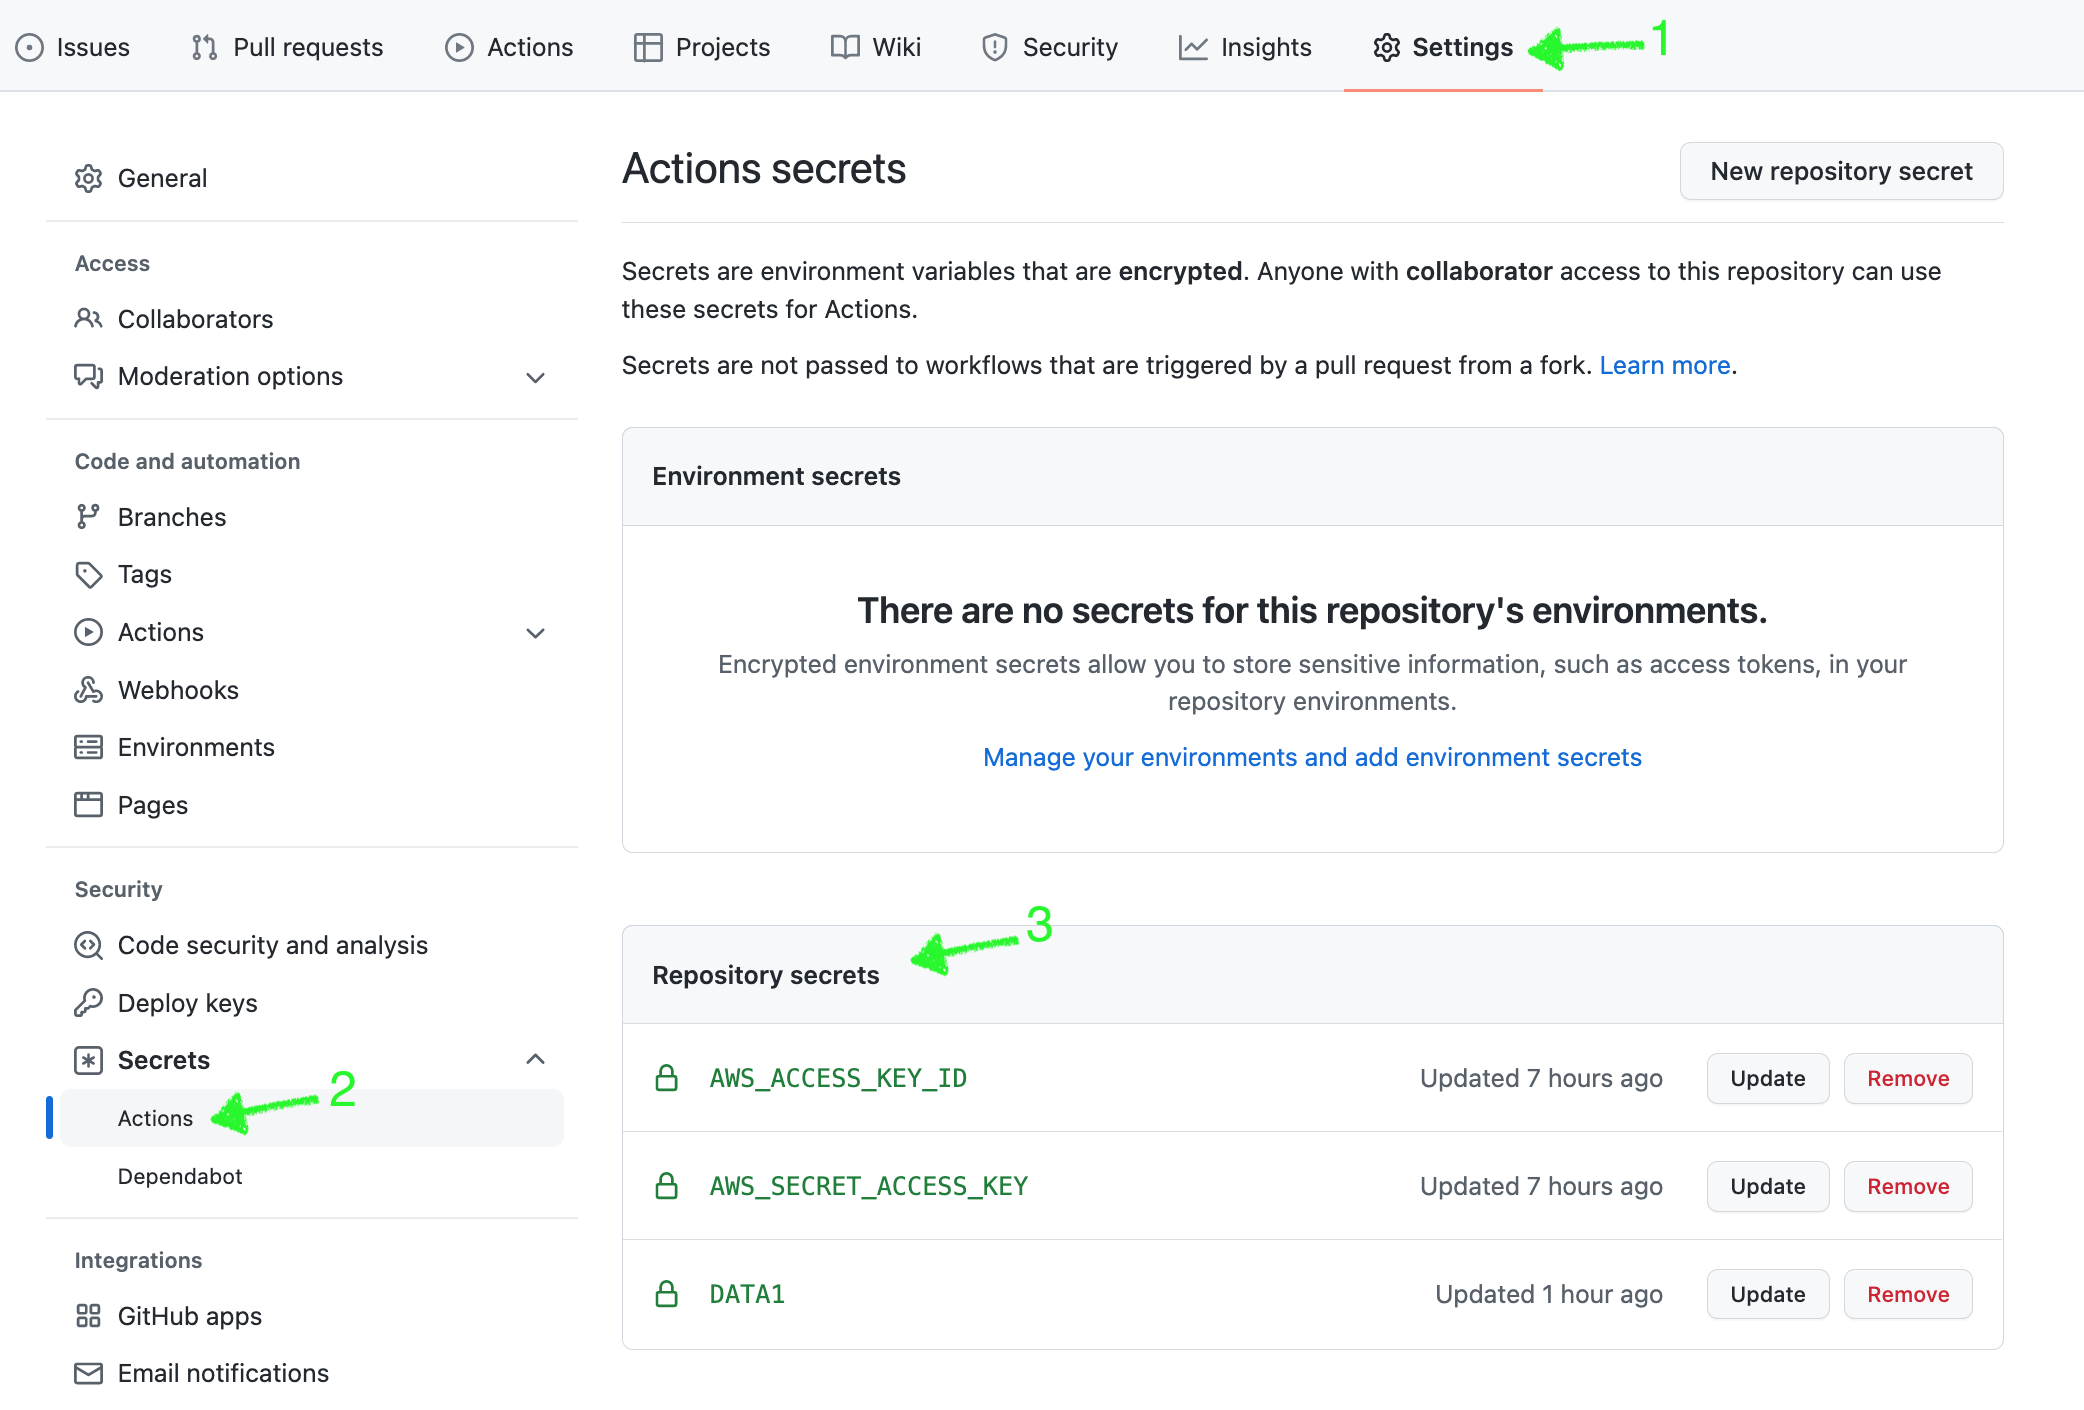 Issues
Pull requests
Actions
Projects
Wiki
Security
Insights
Settings
1
General
Access
Collaborators
Moderation options
Code and automation
Branches
Tags
Actions
Webhooks
Environments
Pages
Security
Code security and analysis
Deploy keys
Secrets
Actions
2
Dependabot
Integrations
GitHub apps
Email notifications
Actions secrets
New repository secret
Secrets are environment variables that are encrypted. Anyone with collaborator access to this repository can use
these secrets for Actions.
Secrets are not passed to workflows that are triggered by a pull request from a fork. Learn more.
Environment secrets
There are no secrets for this repository's environments.
Encrypted environment secrets allow you to store sensitive information, such as access tokens, in your
repository environments.
Manage your environments and add environment secrets
3
Repository secrets
AWS_ACCESS_KEY_ID Updated 7 hours ago Update Remove
AWS_SECRET_ACCESS_KEY Updated 7 hours ago Update Remove
DATA1 Updated 1 hour ago Update Remove